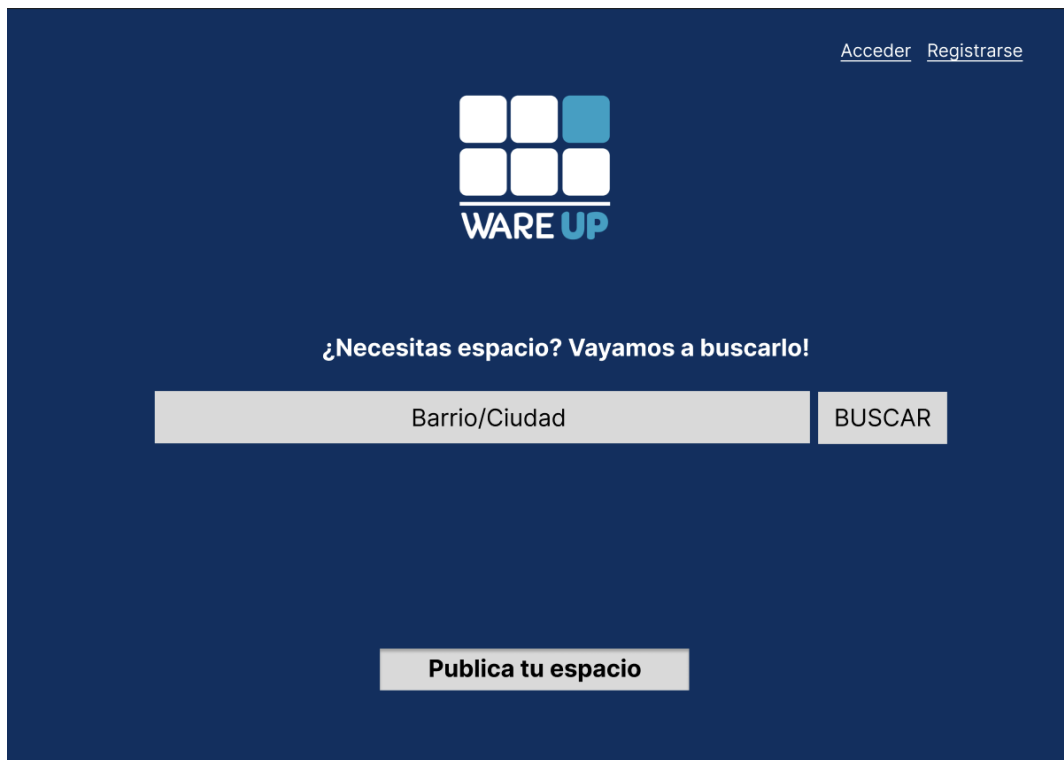 Acceder Registrarse
WARE UP
¿Necesitas espacio? Vayamos a buscarlo!
Barrio/Ciudad BUSCAR
Publica tu espacio